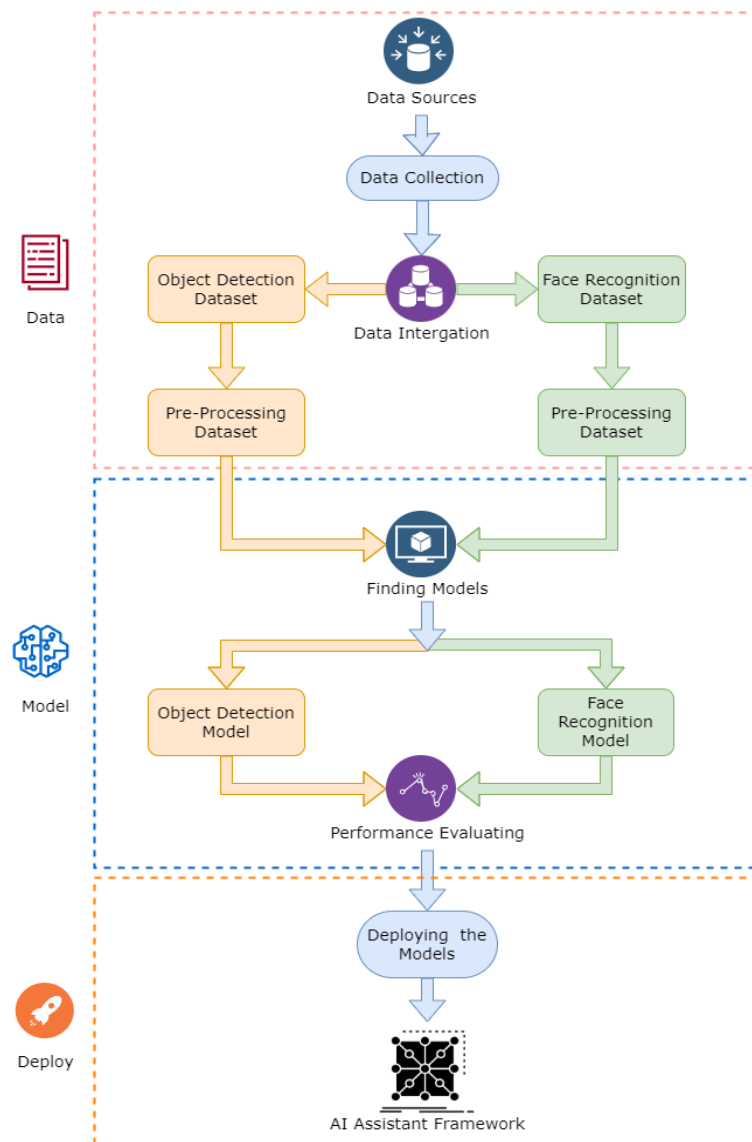 Data Sources
Data Collection
Object Detection
Dataset
Face Recognition
Dataset
Data
Data Intergation
Pre-Processing
Dataset
Pre-Processing
Dataset
Finding Models
Model
Object Detection
Model
Face
Recognition
Model
Performance Evaluating
Deploying the
Models
Deploy
AI Assistant Framework